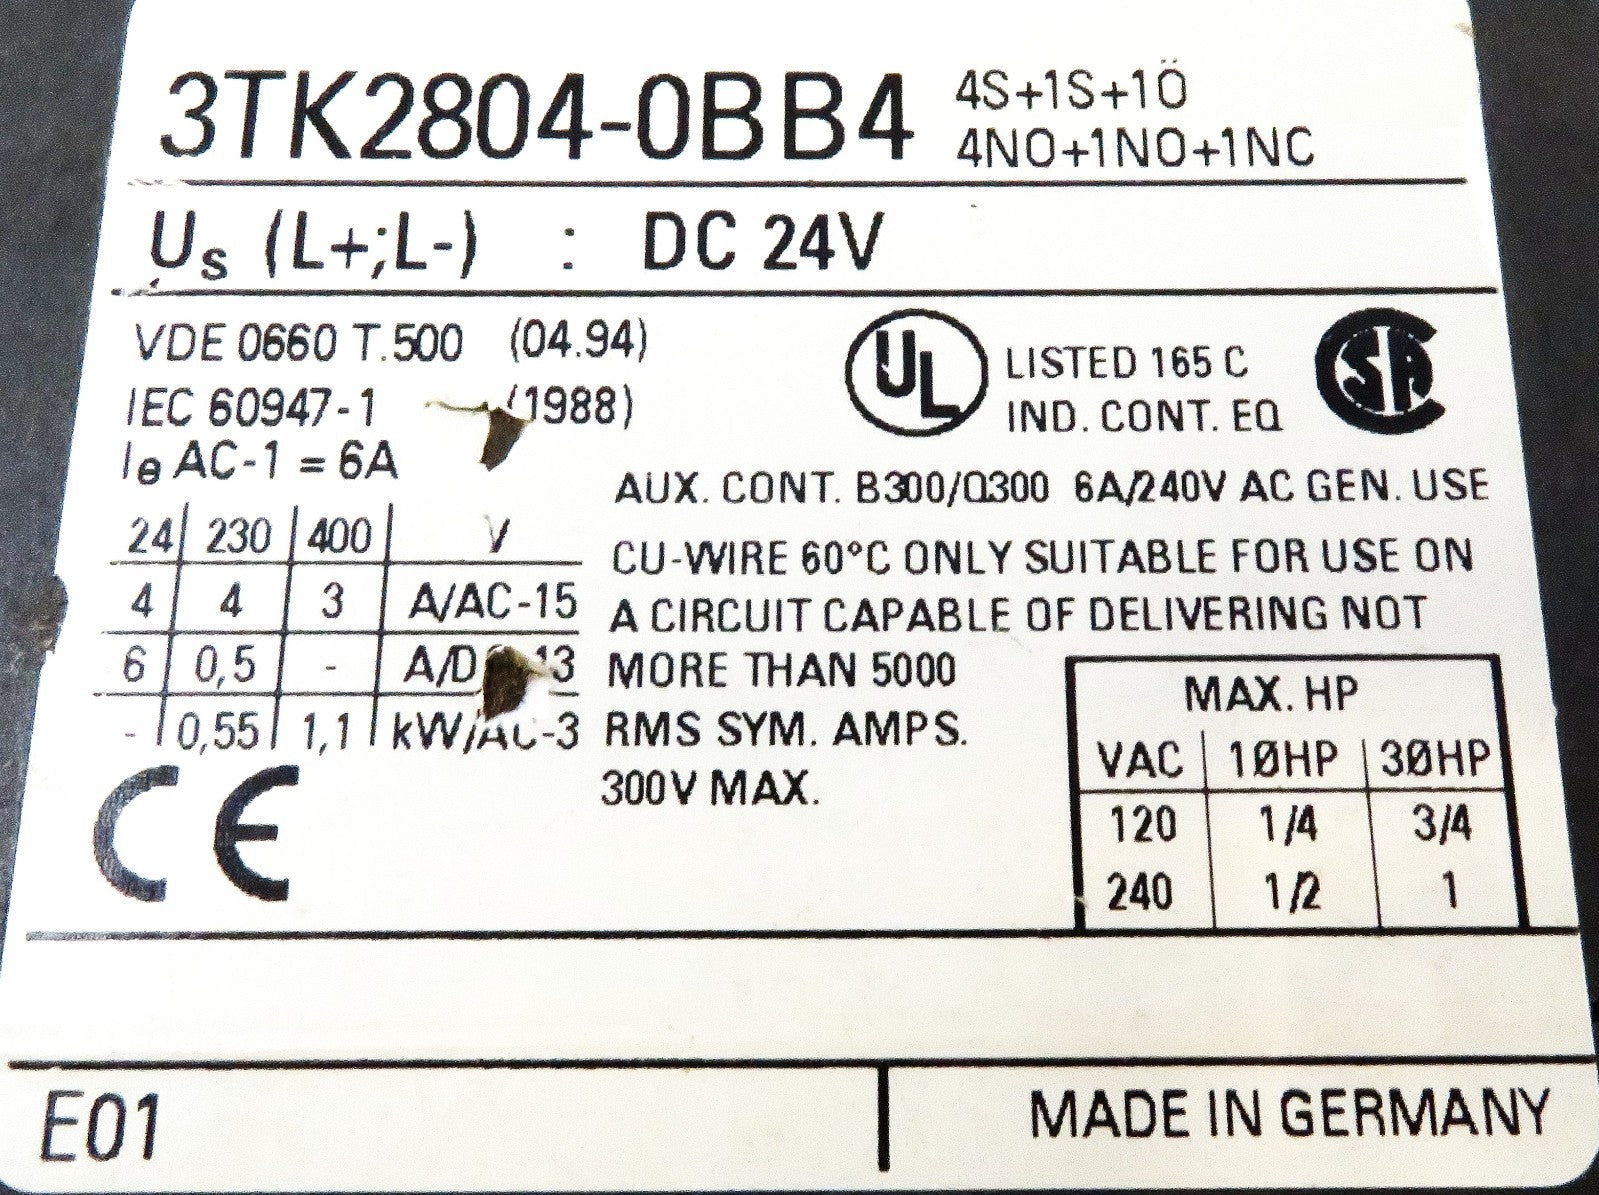 3TK2804-0BB4 4S+1S+1Ö
4NO+1NO+1NC
Us (L+;L-) : DC 24V
VDE 0660 T.500 (04.94)
IEC 60947-1 (1988)
Ie AC-1 = 6A
24 230 400 V
4 4 3 A/AC-15
6 0,5 - A/D 13
- 0,55 1,1 kW/AC-3
CE
UL LISTED 165 C
IND. CONT. EQ
CSA
AUX. CONT. B300/Q300 6A/240V AC GEN. USE
CU-WIRE 60°C ONLY SUITABLE FOR USE ON
A CIRCUIT CAPABLE OF DELIVERING NOT
MORE THAN 5000
RMS SYM. AMPS.
300V MAX.
MAX. HP
VAC 1ØHP 3ØHP
120 1/4 3/4
240 1/2 1
E01
MADE IN GERMANY